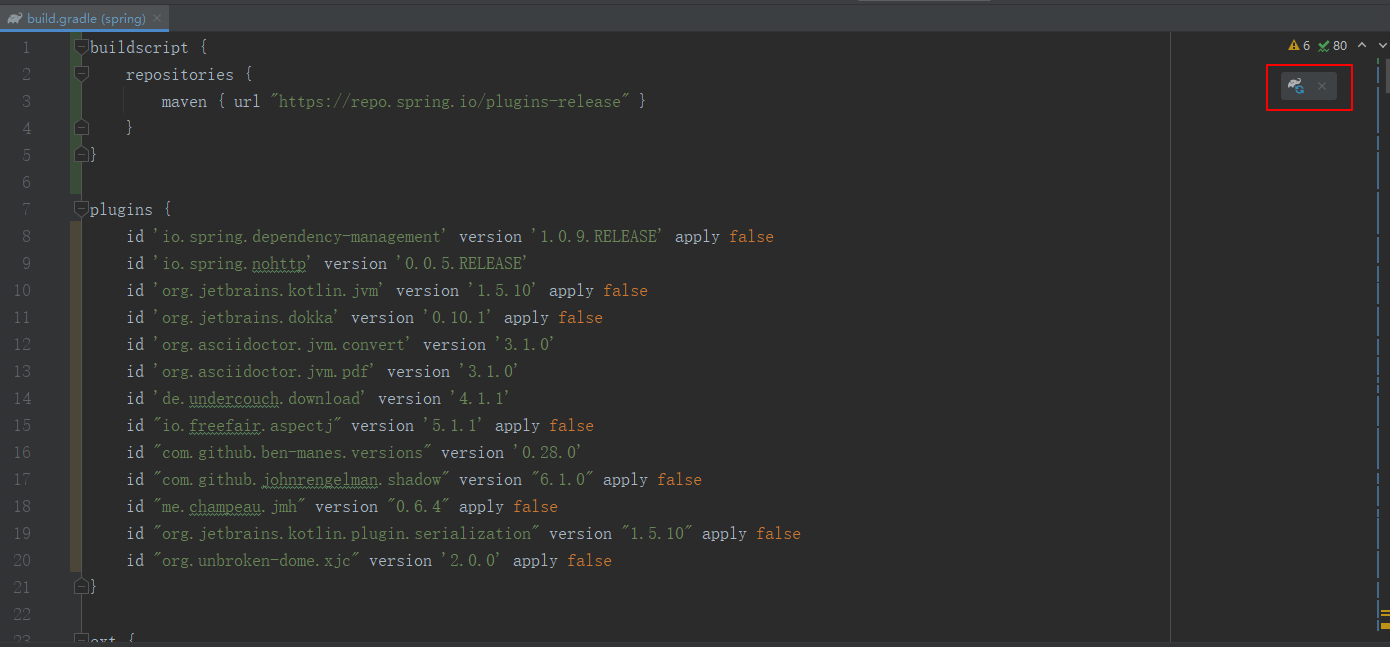 build.gradle (spring)
6 80
1 buildscript {
2 repositories {
3 maven { url "https://repo.spring.io/plugins-release" }
4 }
5 }
6
7 plugins {
8 id 'io.spring.dependency-management' version '1.0.9.RELEASE' apply false
9 id 'io.spring.nohttp' version '0.0.5.RELEASE'
10 id 'org.jetbrains.kotlin.jvm' version '1.5.10' apply false
11 id 'org.jetbrains.dokka' version '0.10.1' apply false
12 id 'org.asciidoctor.jvm.convert' version '3.1.0'
13 id 'org.asciidoctor.jvm.pdf' version '3.1.0'
14 id 'de.undercouch.download' version '4.1.1'
15 id "io.freefair.aspectj" version '5.1.1' apply false
16 id "com.github.ben-manes.versions" version '0.28.0'
17 id "com.github.johnrengelman.shadow" version "6.1.0" apply false
18 id "me.champeau.jmh" version "0.6.4" apply false
19 id "org.jetbrains.kotlin.plugin.serialization" version "1.5.10" apply false
20 id "org.unbroken-dome.xjc" version '2.0.0' apply false
21 }
22
23 ext {